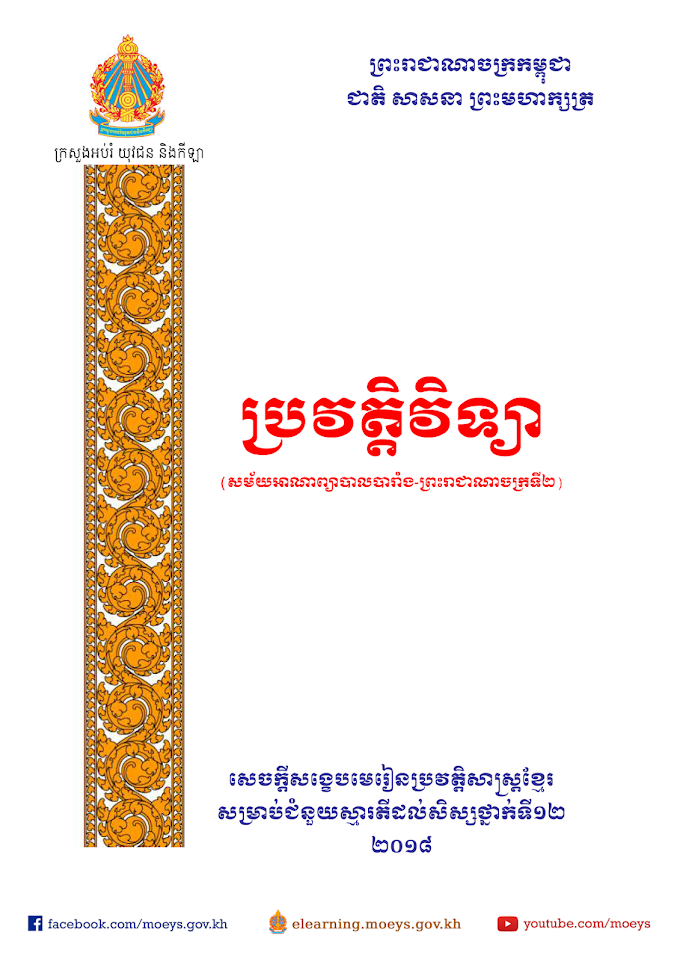 ព្រះរាជាណាចក្រកម្ពុជា
ជាតិ សាសនា ព្រះមហាក្សត្រ
ក្រសួងអប់រំ យុវជន និងកីឡា
ប្រវត្តិវិទ្យា
(សម័យអាណាព្យាបាលបារាំង-ព្រះរាជាណាចក្រទី២)
សេចក្តីសង្ខេបមេរៀនប្រវត្តិសាស្ត្រខ្មែរ
សម្រាប់ជំនួយស្មារតីដល់សិស្សថ្នាក់ទី១២
២០១៨
facebook.com/moeys.gov.kh
elearning.moeys.gov.kh
youtube.com/moeys